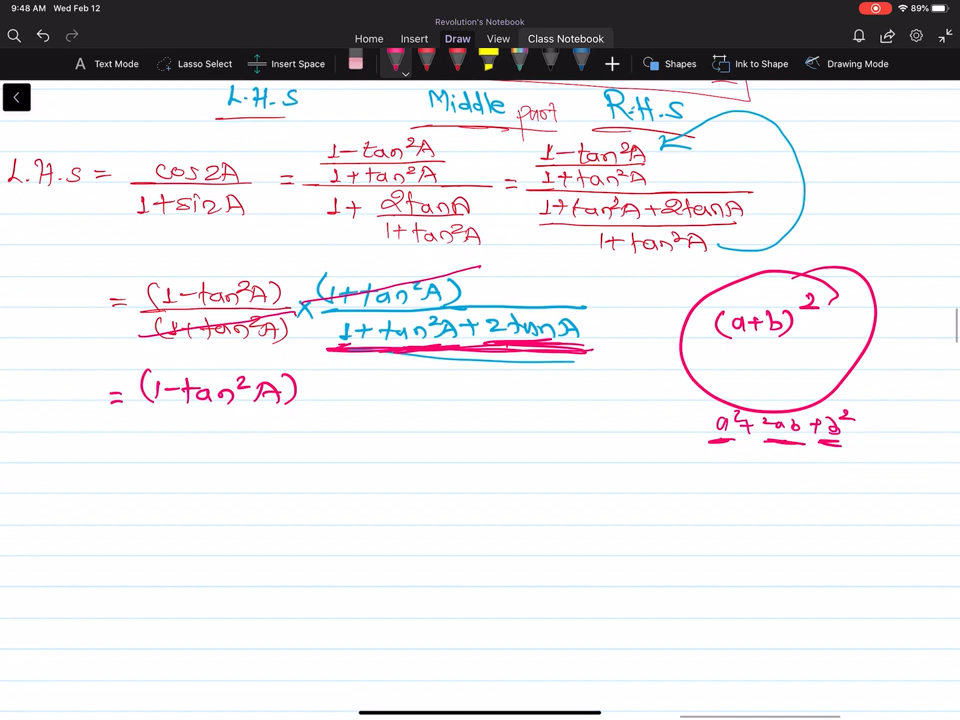 9:48 AM Wed Feb 12
89%
Revolution's Notebook
Home Insert Draw View Class Notebook
Text Mode Lasso Select Insert Space Shapes Ink to Shape Drawing Mode
L.H.S Middle part R.H.S
L.H.S = cos2A / 1+sin2A = (1-tan²A / 1+tan²A) / (1+ 2tanA / 1+tan²A) = (1-tan²A / 1+tan²A) / (1+tan²A+2tanA / 1+tan²A)
= (1-tan²A) / (1+tan²A) × (1+tan²A) / 1+tan²A+2tanA
(a+b)²
= (1-tan²A)
a²+2ab+b²